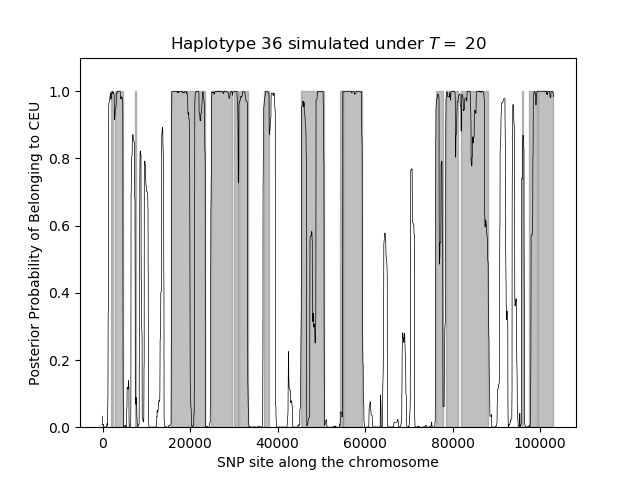 Haplotype 36 simulated under T = 20
Posterior Probability of Belonging to CEU
1.0
0.8
0.6
0.4
0.2
0.0
0 20000 40000 60000 80000 100000
SNP site along the chromosome